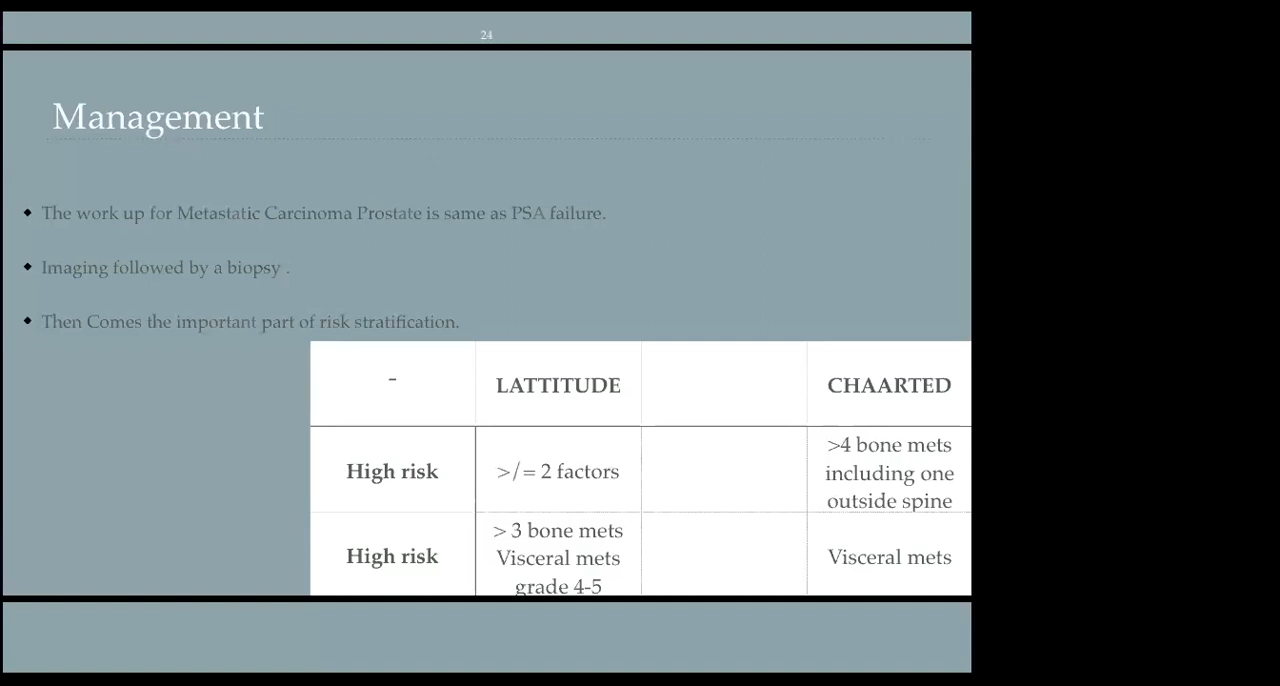 24
Management
◆ The work up for Metastatic Carcinoma Prostate is same as PSA failure.
◆ Imaging followed by a biopsy .
◆ Then Comes the important part of risk stratification.
- LATTITUDE CHAARTED
High risk >/= 2 factors >4 bone mets
including one
outside spine
High risk > 3 bone mets
Visceral mets
grade 4-5
Visceral mets